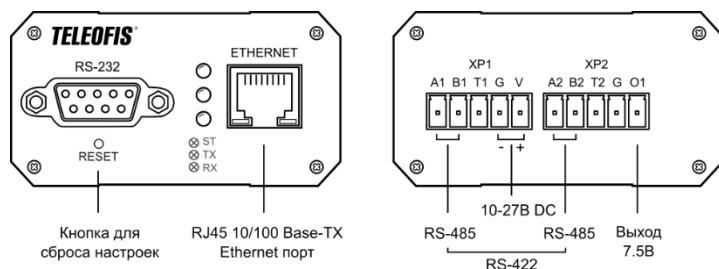 TELEOFIS
RS-232
ETHERNET
RESET
ST
TX
RX
Кнопка для
сброса настроек
RJ45 10/100 Base-TX
Ethernet порт
XP1
XP2
A1 B1 T1 G V
A2 B2 T2 G O1
- +
10-27В DC
RS-485
RS-485
Выход
7.5В
RS-422